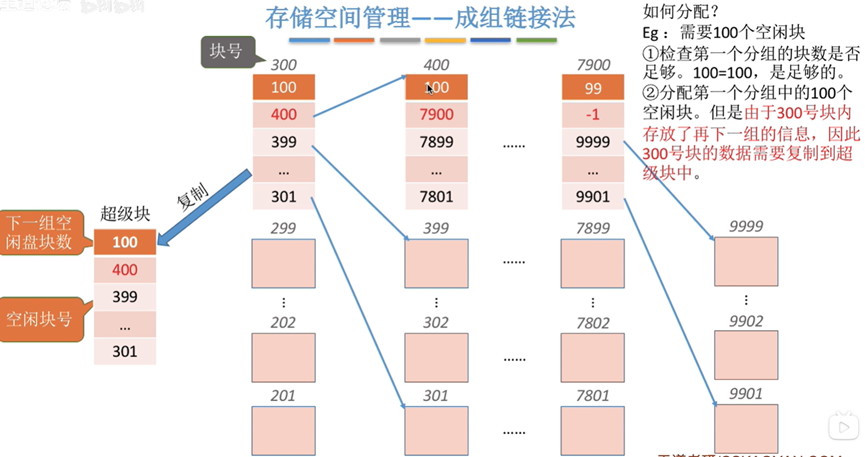 存储空间管理——成组链接法
块号
300
400
7900
100
100
99
400
7900
-1
399
7899
......
9999
...
...
...
301
7801
9901
复制
超级块
下一组空
闲盘块数
100
400
空闲块号
399
...
301
299
399
7899
9999
......
202
302
7802
9902
......
201
301
7801
9901
......
如何分配？
Eg：需要100个空闲块
①检查第一个分组的块数是否
足够。100=100，是足够的。
②分配第一个分组中的100个
空闲块。但是由于300号块内
存放了再下一组的信息，因此
300号块的数据需要复制到超
级块中。